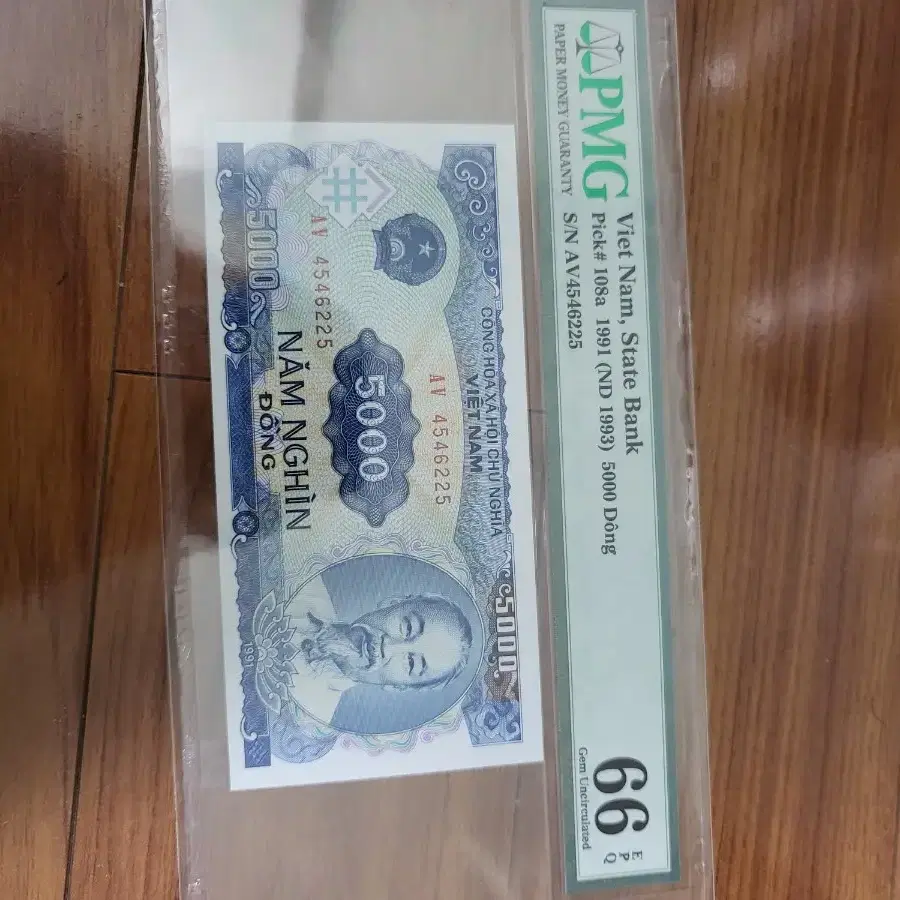 PMG
PAPER MONEY GUARANTY
Viet Nam, State Bank
Pick# 108a 1991 (ND 1993) 5000 Dông
S/N AV4546225
66 EPQ
Gem Uncirculated
CỘNG HÒA XÃ HỘI CHỦ NGHĨA
VIỆT NAM
5000
AV 4546225
5000
AV 4546225
NĂM NGHÌN
ĐỒNG
5000
1991